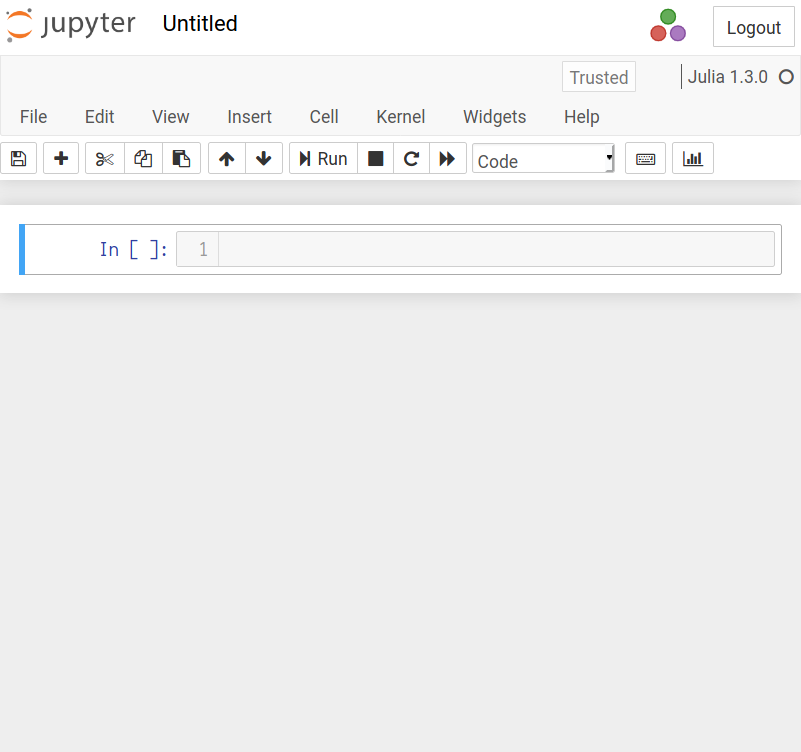 jupyter Untitled Logout
Trusted Julia 1.3.0
File Edit View Insert Cell Kernel Widgets Help
Run Code
In [ ]: 1